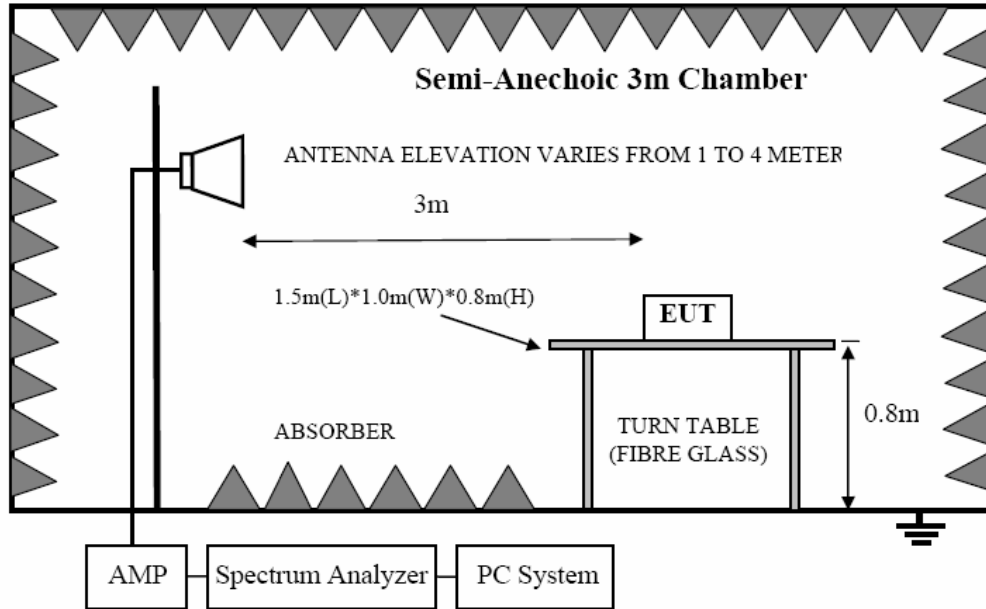 Semi-Anechoic 3m Chamber
ANTENNA ELEVATION VARIES FROM 1 TO 4 METER
3m
1.5m(L)*1.0m(W)*0.8m(H)
EUT
0.8m
ABSORBER
TURN TABLE
(FIBRE GLASS)
AMP
Spectrum Analyzer
PC System